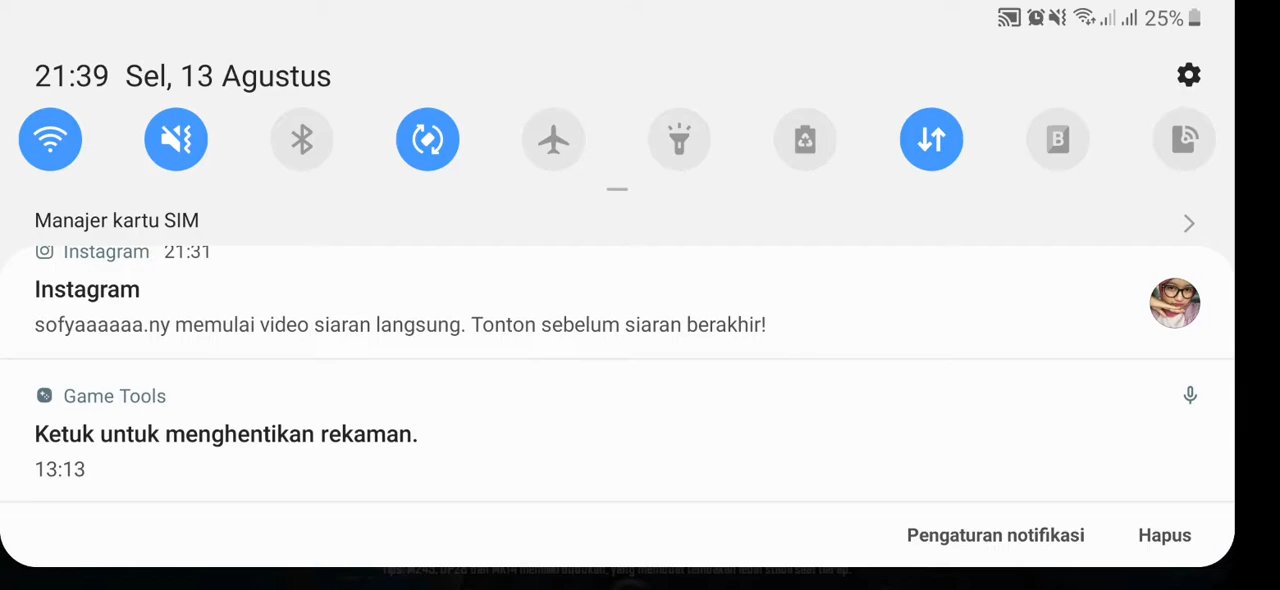 25%
21:39 Sel, 13 Agustus
B
Manajer kartu SIM
Instagram 21:31
Instagram
sofyaaaaaa.ny memulai video siaran langsung. Tonton sebelum siaran berakhir!
Game Tools
Ketuk untuk menghentikan rekaman.
13:13
Pengaturan notifikasi Hapus